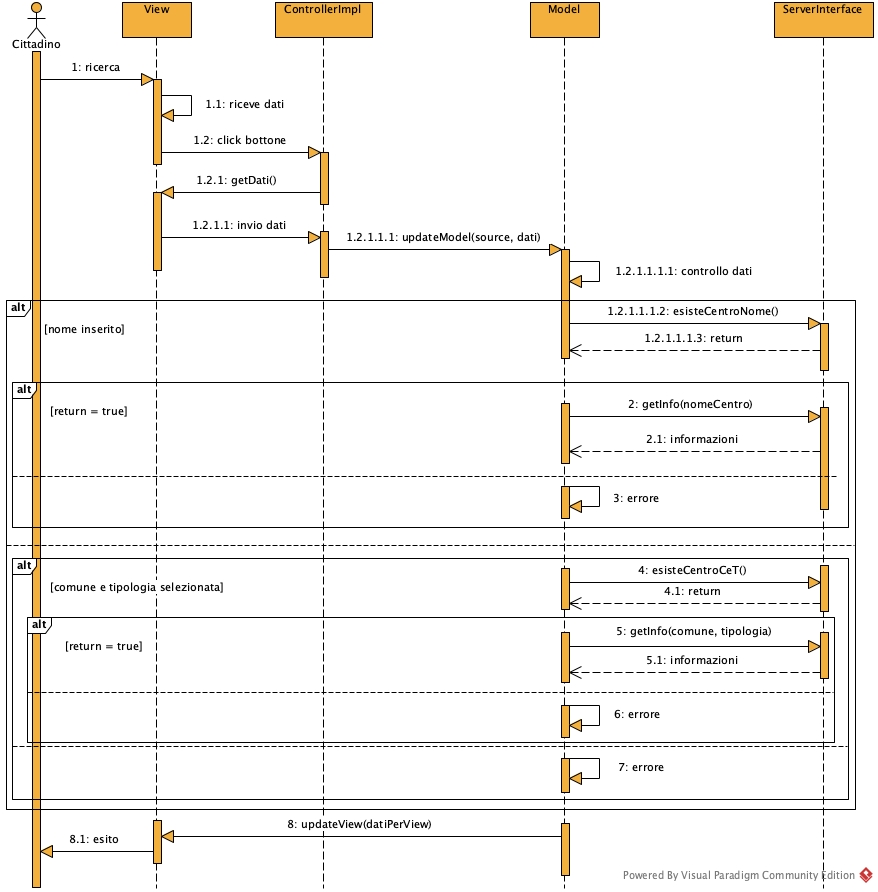 View
ControllerImpl
Model
ServerInterface
Cittadino
1: ricerca
1.1: riceve dati
1.2: click bottone
1.2.1: getDati()
1.2.1.1: invio dati
1.2.1.1.1: updateModel(source, dati)
1.2.1.1.1.1: controllo dati
alt
1.2.1.1.1.2: esisteCentroNome()
[nome inserito]
1.2.1.1.1.3: return
alt
[return = true]
2: getInfo(nomeCentro)
2.1: informazioni
3: errore
alt
4: esisteCentroCeT()
[comune e tipologia selezionata]
4.1: return
alt
5: getInfo(comune, tipologia)
[return = true]
5.1: informazioni
6: errore
7: errore
8: updateView(datiPerView)
8.1: esito
Powered By Visual Paradigm Community Edition